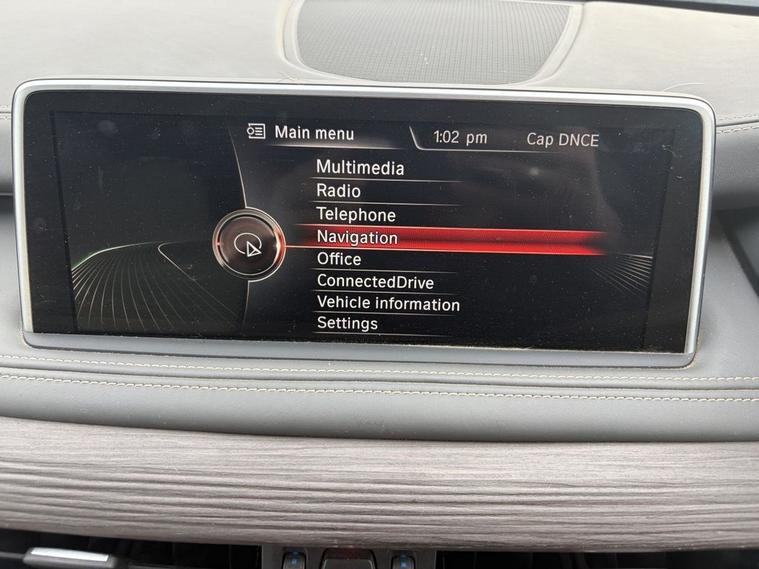 Main menu 1:02 pm Cap DNCE
Multimedia
Radio
Telephone
Navigation
Office
ConnectedDrive
Vehicle information
Settings